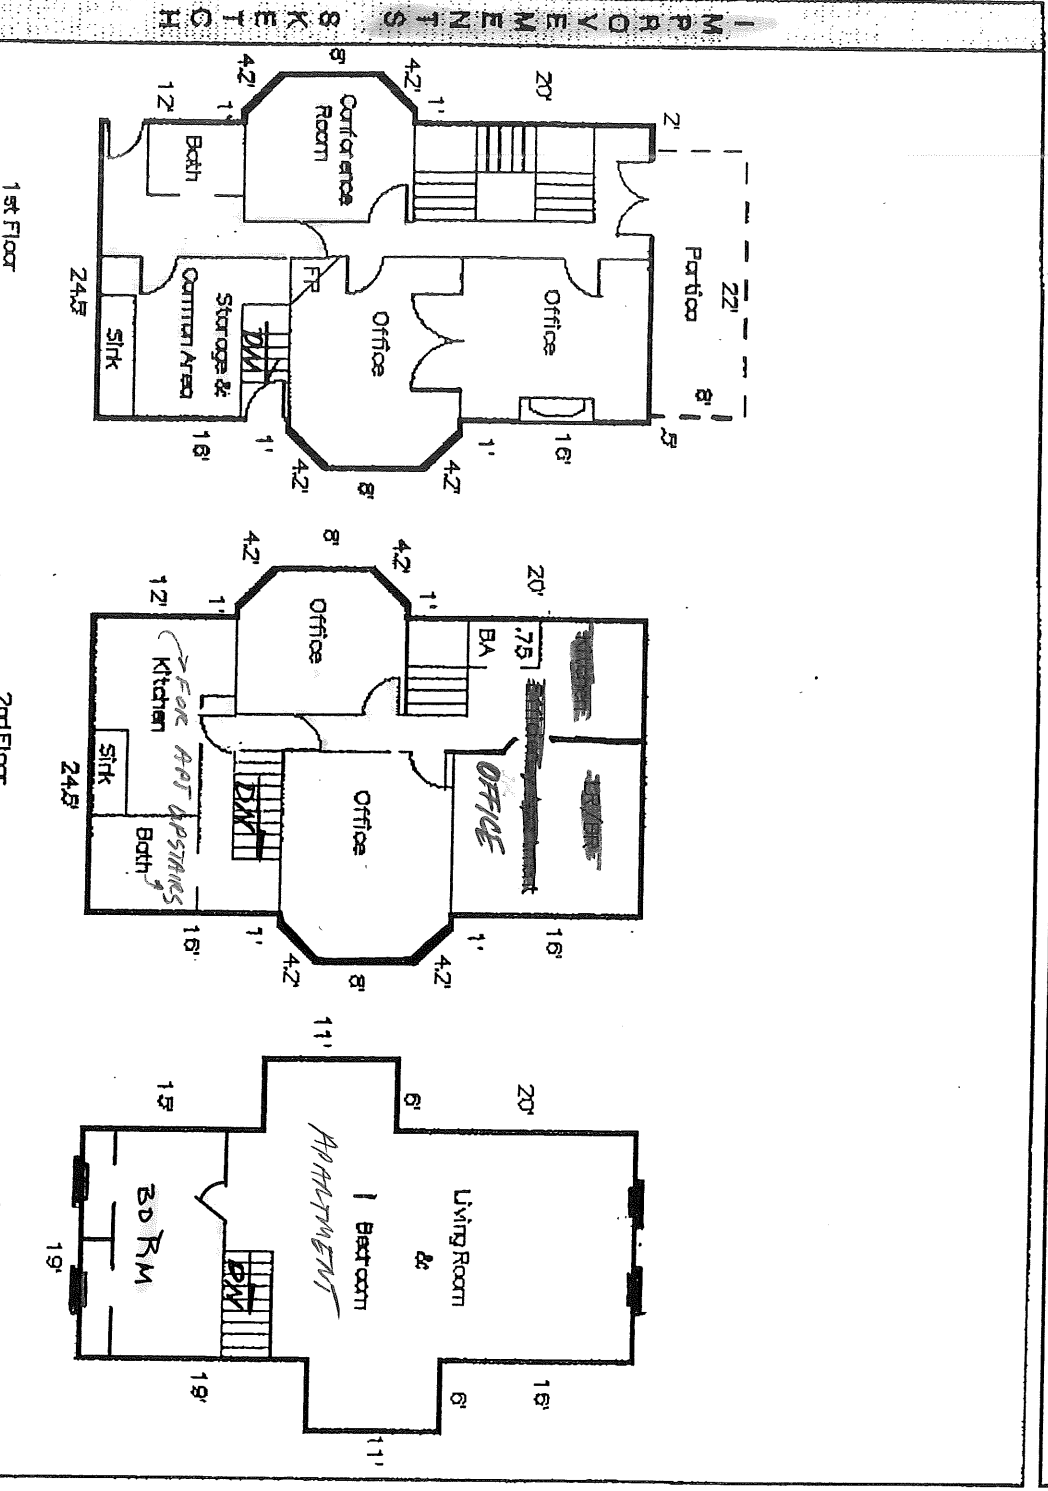 IMPROVEMENTS SKETCH
2'
20'
1'
4.2'
8'
4.2'
1'
12'
Portico
22'
8'
5'
Conference
Room
Bath
Office
Office
FP
Storage &
Common Area
DW
Sink
24.5'
16'
1'
4.2'
8'
4.2'
1'
16'
1st Floor
20'
1'
4.2'
8'
4.2'
1'
12'
.75
BA
Office
Kitchen
FOR APT UPSTAIRS
OFFICE
Office
DW
Sink
Bath
24.5'
16'
1'
4.2'
8'
4.2'
1'
16'
2nd Floor
20'
6'
11'
15'
Living Room
&
1 Bedroom
APARTMENT
BD RM
DW
19'
16'
6'
11'
19'